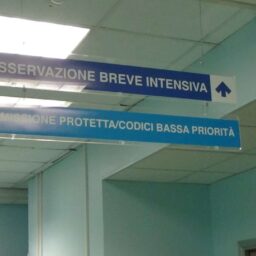 SSERVAZIONE BREVE INTENSIVA
MISSIONE PROTETTA/CODICI BASSA PRIORITÀ